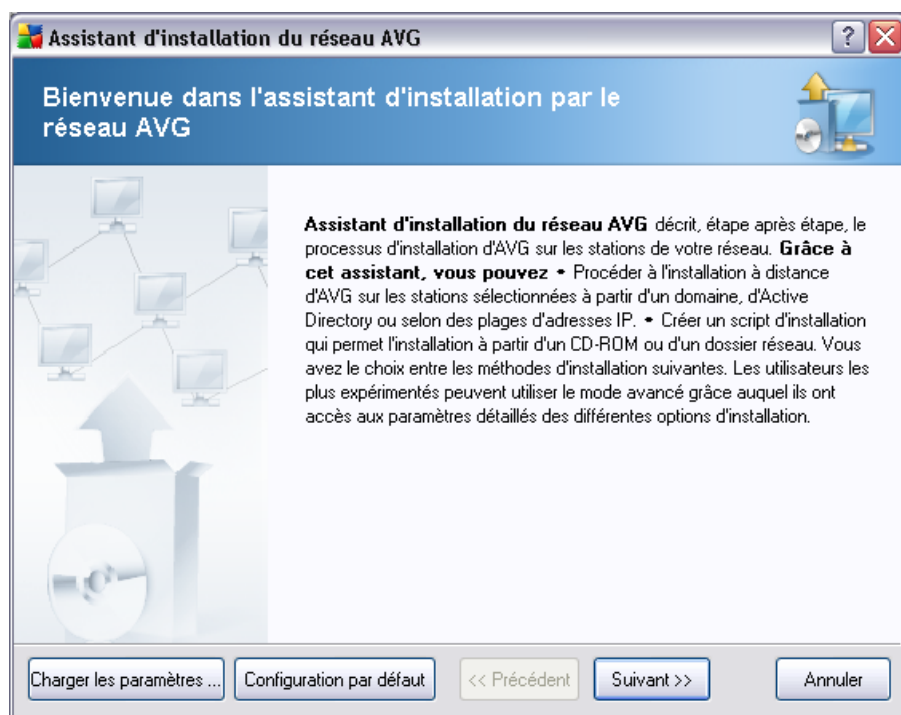 Assistant d'installation du réseau AVG
?
Bienvenue dans l'assistant d'installation par le
réseau AVG
Assistant d'installation du réseau AVG décrit, étape après étape, le
processus d'installation d'AVG sur les stations de votre réseau. Grâce à
cet assistant, vous pouvez • Procéder à l'installation à distance
d'AVG sur les stations sélectionnées à partir d'un domaine, d'Active
Directory ou selon des plages d'adresses IP. • Créer un script d'installation
qui permet l'installation à partir d'un CD-ROM ou d'un dossier réseau. Vous
avez le choix entre les méthodes d'installation suivantes. Les utilisateurs les
plus expérimentés peuvent utiliser le mode avancé grâce auquel ils ont
accès aux paramètres détaillés des différentes options d'installation.
Charger les paramètres ... Configuration par défaut << Précédent Suivant >> Annuler